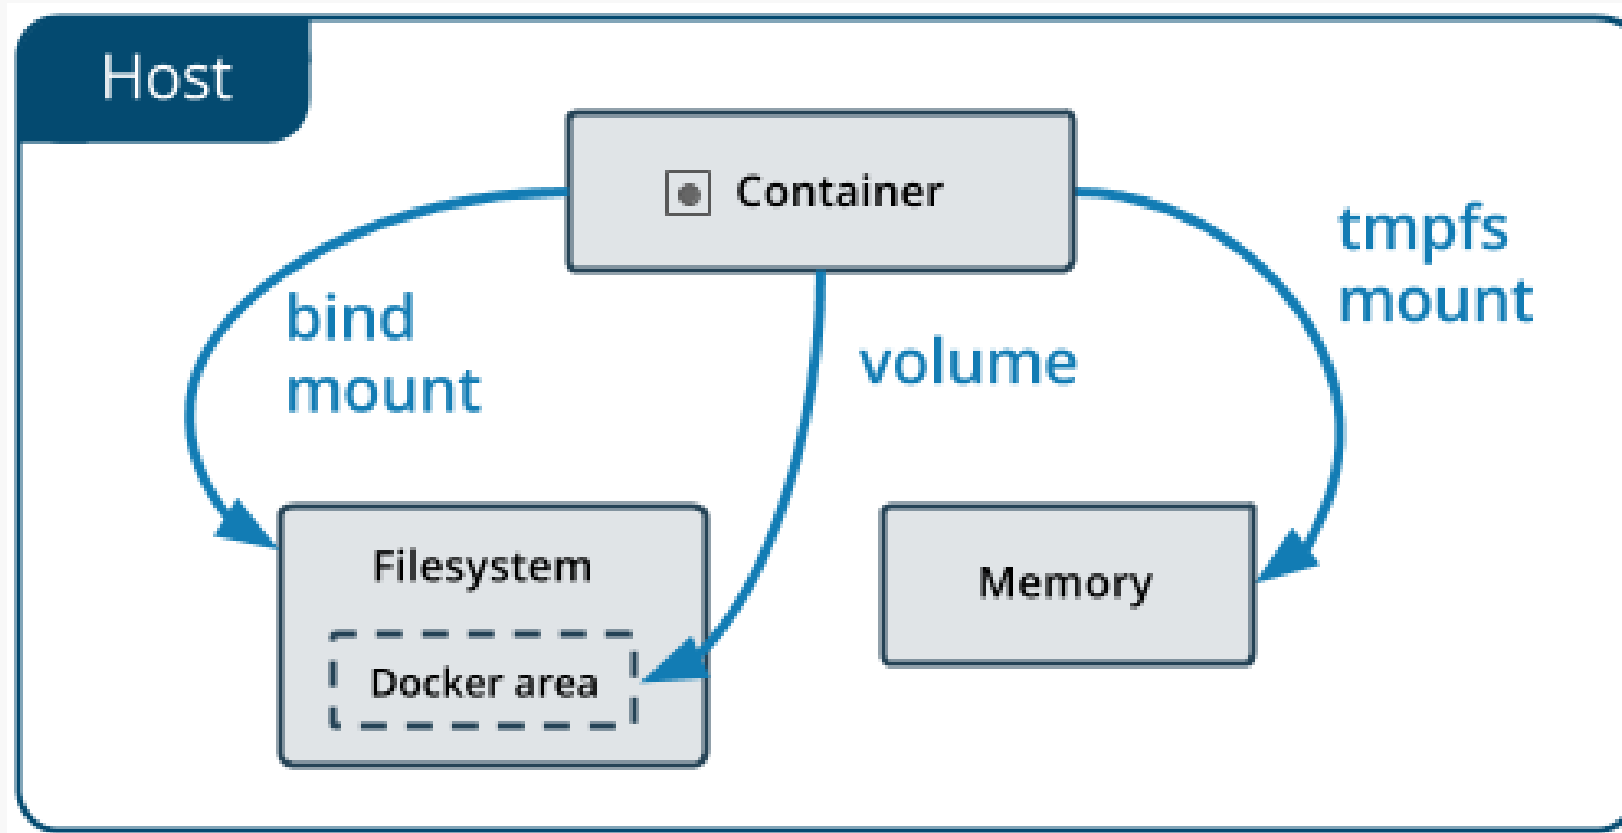 Host
Container
tmpfs
mount
bind
mount
volume
Filesystem
Memory
Docker area